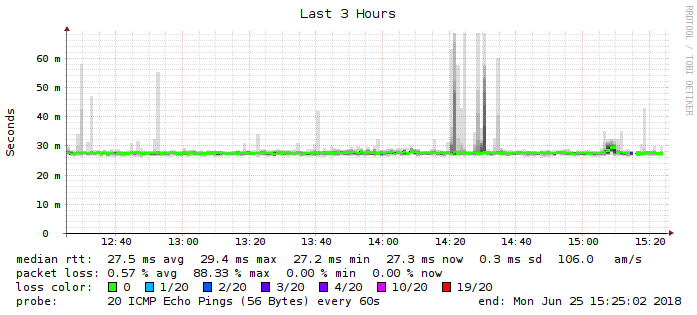 Last 3 Hours
RRDTOOL / TOBI OETIKER
Seconds
60 m
50 m
40 m
30 m
20 m
10 m
0
12:40 13:00 13:20 13:40 14:00 14:20 14:40 15:00 15:20
median rtt: 27.5 ms avg 29.4 ms max 27.2 ms min 27.3 ms now 0.3 ms sd 106.0 am/s
packet loss: 0.57 % avg 88.33 % max 0.00 % min 0.00 % now
loss color: 0 1/20 2/20 3/20 4/20 10/20 19/20
probe: 20 ICMP Echo Pings (56 Bytes) every 60s end: Mon Jun 25 15:25:02 2018